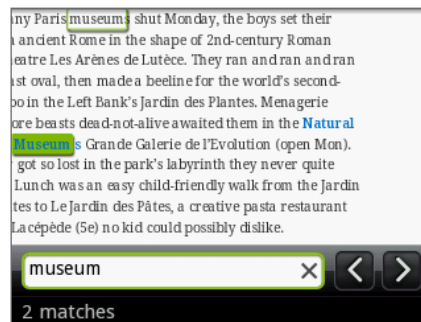 ny Paris museums shut Monday, the boys set their
ancient Rome in the shape of 2nd-century Roman
eatre Les Arènes de Lutèce. They ran and ran and ran
st oval, then made a beeline for the world's second-
oo in the Left Bank's Jardin des Plantes. Menagerie
ore beasts dead-not-alive awaited them in the Natural
Museum's Grande Galerie de l'Evolution (open Mon).
got so lost in the park's labyrinth they never quite
Lunch was an easy child-friendly walk from the Jardin
tes to Le Jardin des Pâtes, a creative pasta restaurant
Lacépède (5e) no kid could possibly dislike.
museum
2 matches